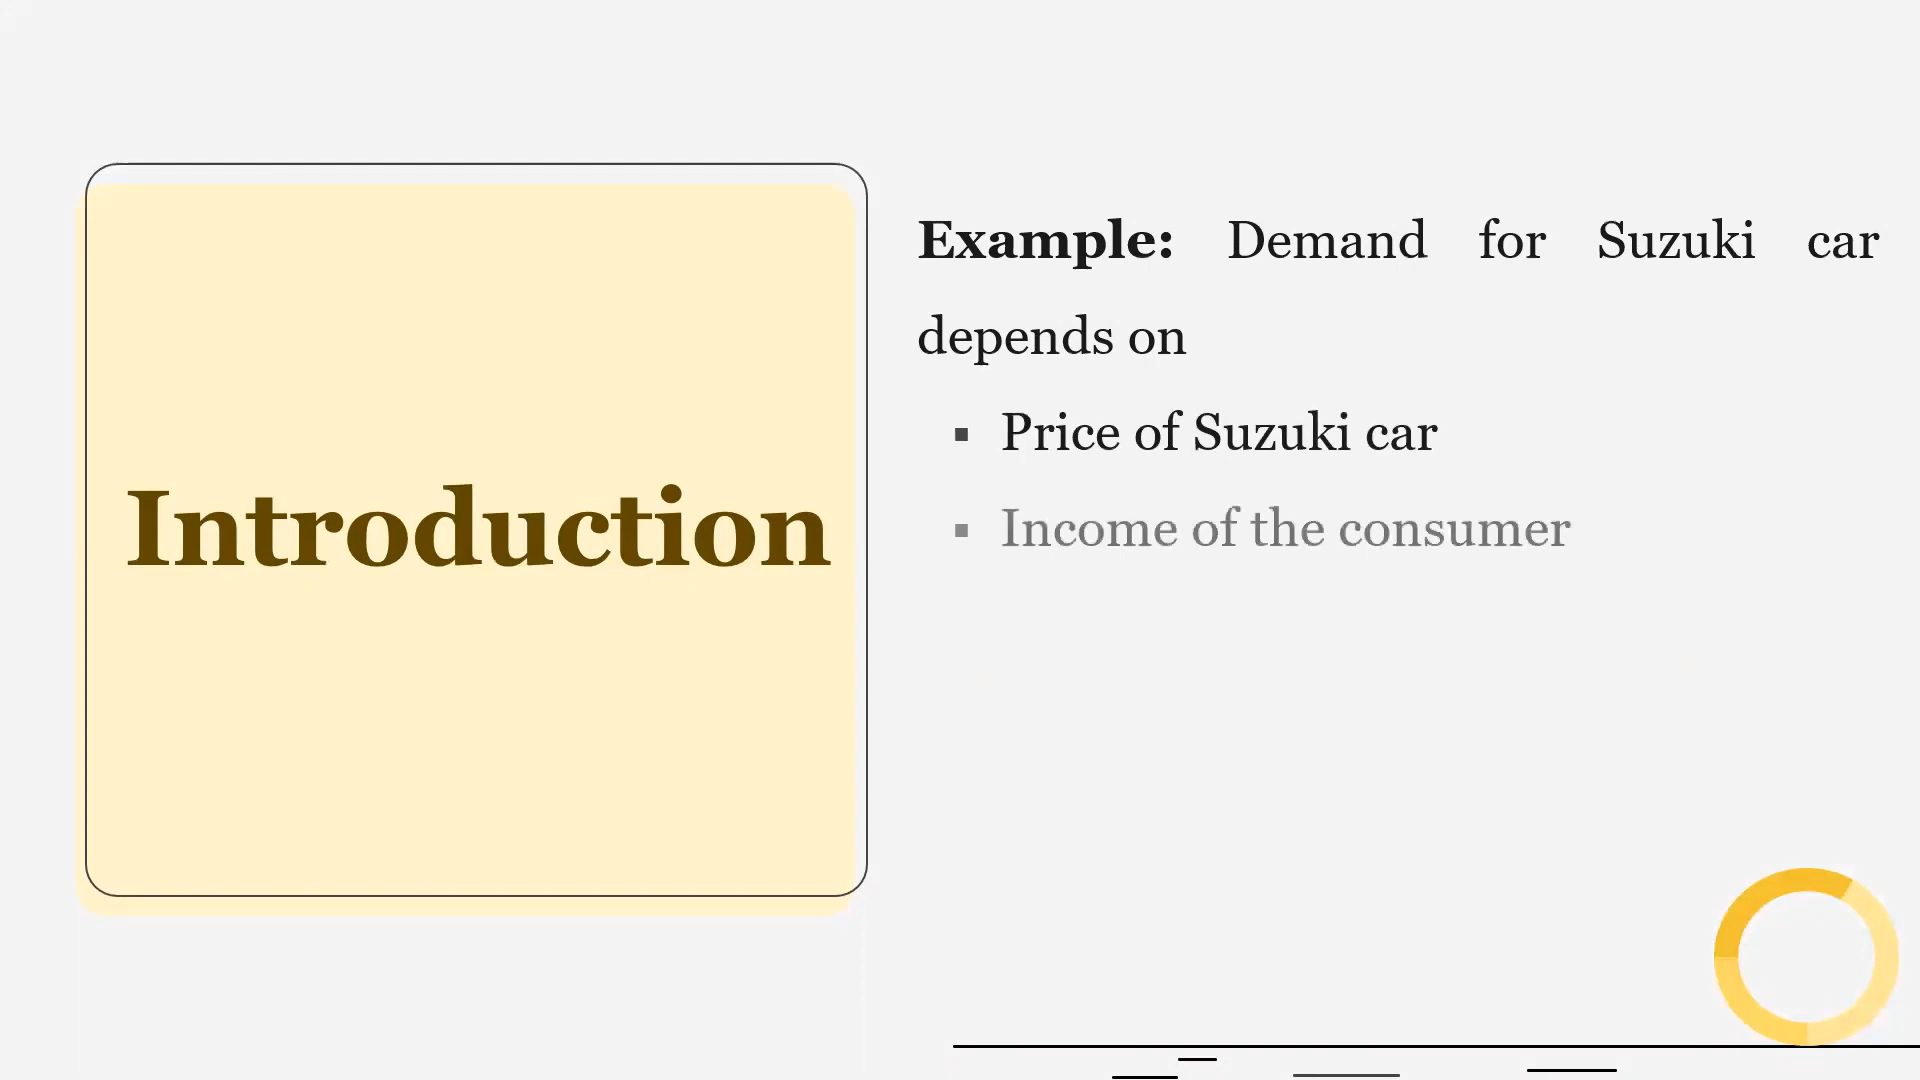 Introduction
Example: Demand for Suzuki car
depends on
▪ Price of Suzuki car
▪ Income of the consumer